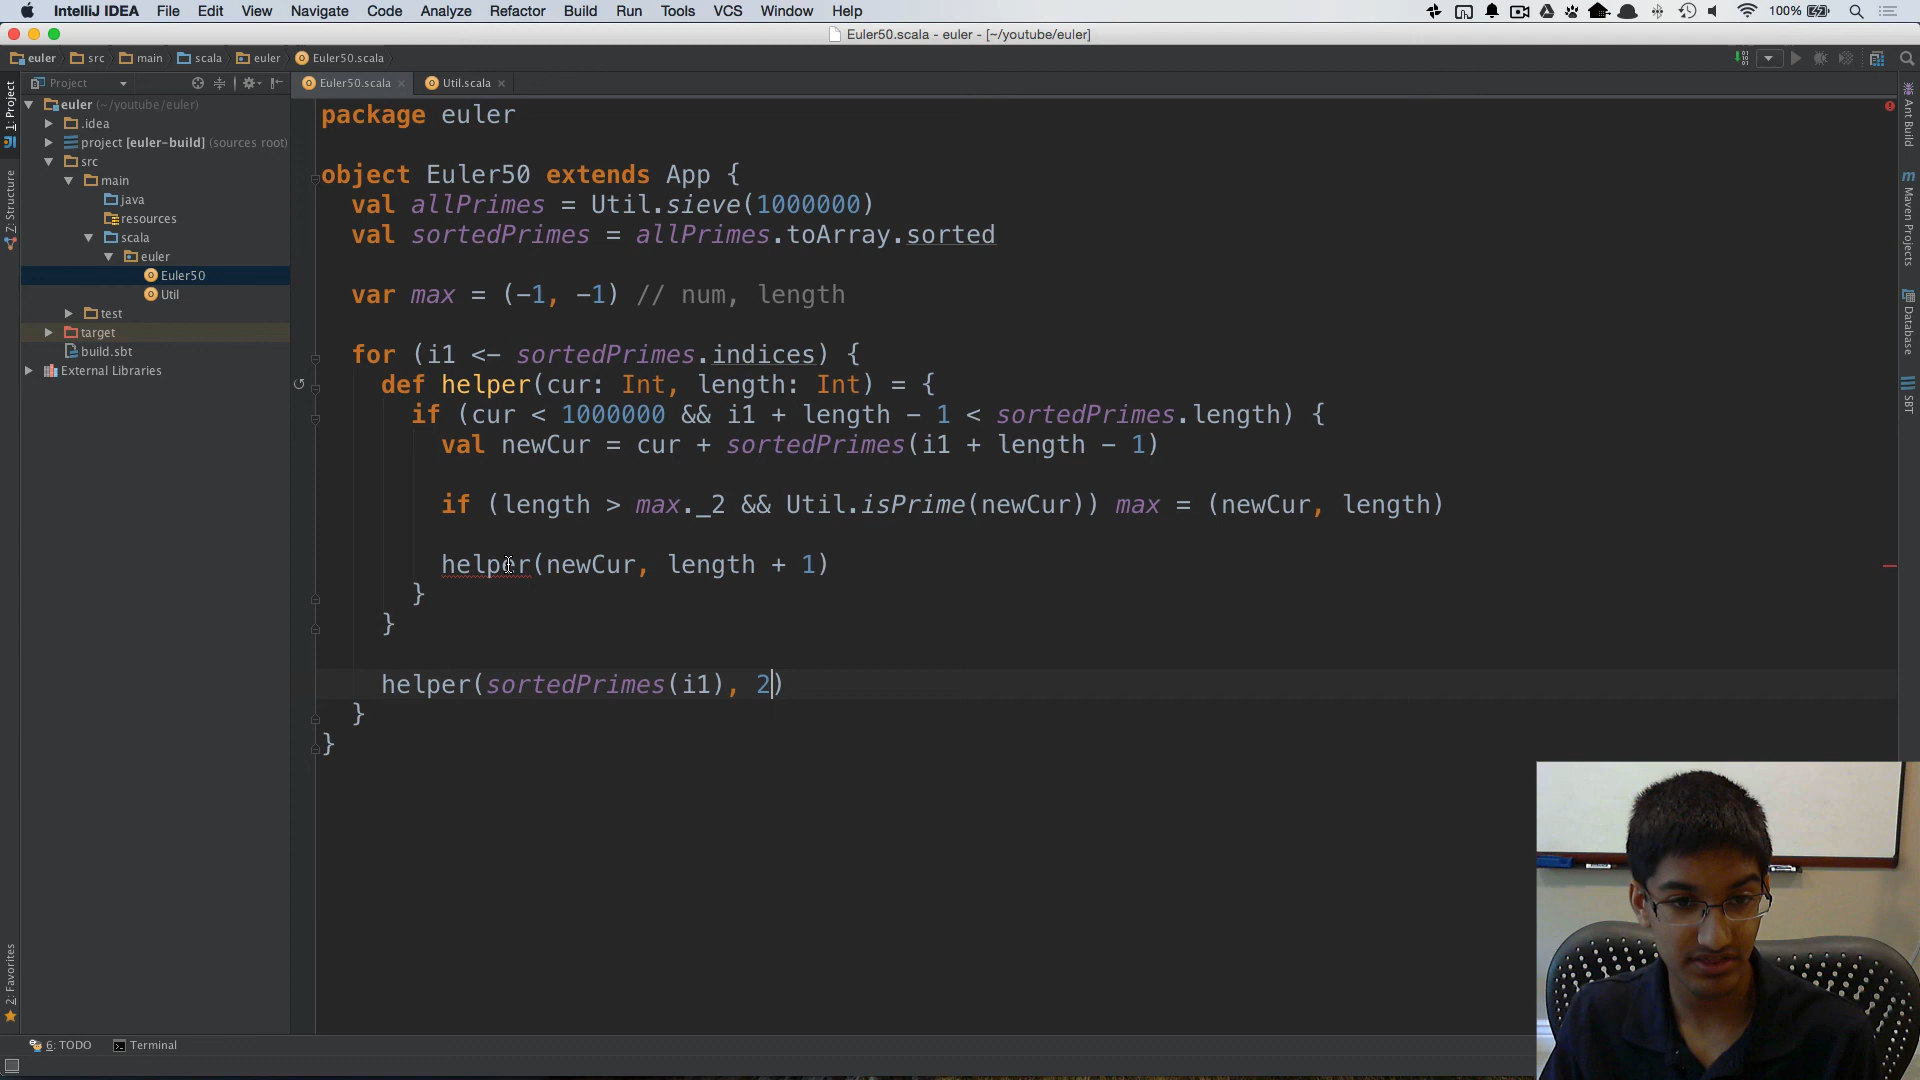 IntelliJ IDEA File Edit View Navigate Code Analyze Refactor Build Run Tools VCS Window Help 100%
Euler50.scala - euler - [~/youtube/euler]
euler src main scala euler Euler50.scala
Project
Euler50.scala Util.scala
euler (~/youtube/euler)
.idea
project [euler-build] (sources root)
src
main
java
resources
scala
euler
Euler50
Util
test
target
build.sbt
External Libraries
1: Project
7: Structure
2: Favorites
package euler
object Euler50 extends App {
val allPrimes = Util.sieve(1000000)
val sortedPrimes = allPrimes.toArray.sorted
var max = (-1, -1) // num, length
for (i1 <- sortedPrimes.indices) {
def helper(cur: Int, length: Int) = {
if (cur < 1000000 && i1 + length - 1 < sortedPrimes.length) {
val newCur = cur + sortedPrimes(i1 + length - 1)
if (length > max._2 && Util.isPrime(newCur)) max = (newCur, length)
helper(newCur, length + 1)
}
}
helper(sortedPrimes(i1), 2)
}
}
Ant Build
Maven Projects
Database
SBT
6: TODO Terminal